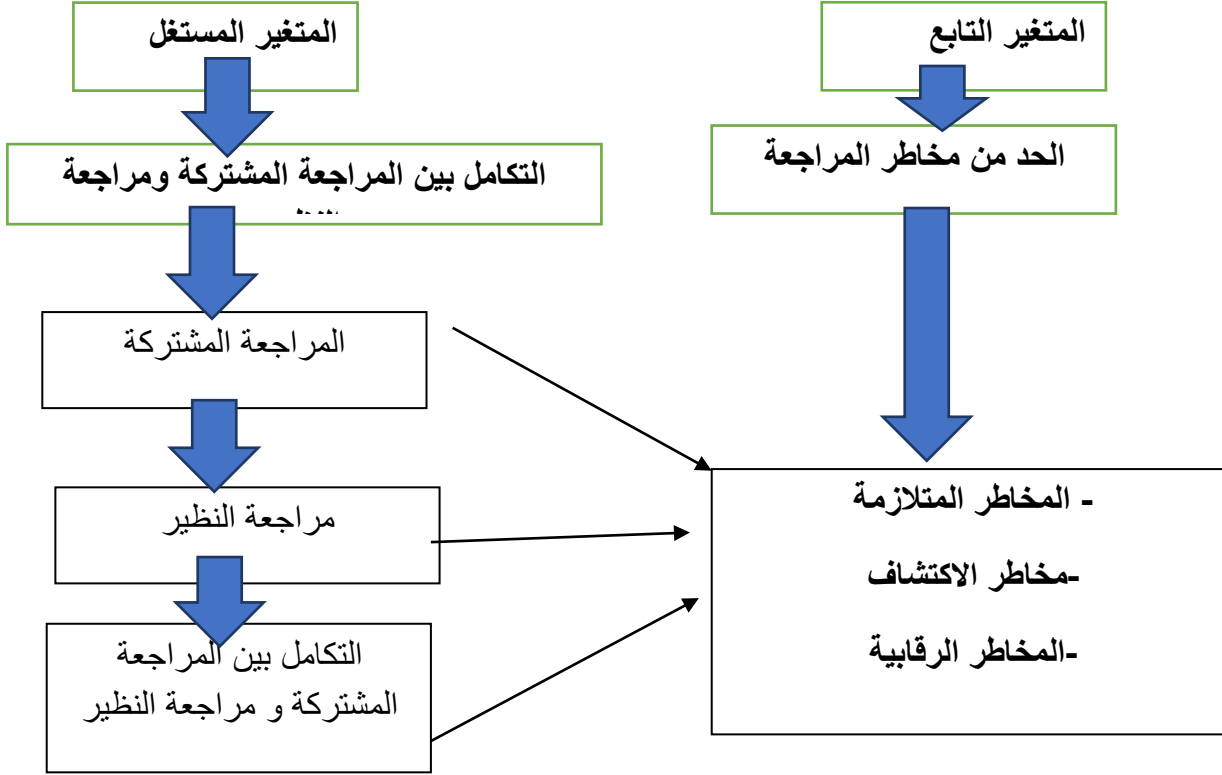 المتغير المستغل
المتغير التابع
التكامل بين المراجعة المشتركة ومراجعة
الحد من مخاطر المراجعة
المراجعة المشتركة
مراجعة النظير
التكامل بين المراجعة
المشتركة و مراجعة النظير
- المخاطر المتلازمة
-مخاطر الاكتشاف
-المخاطر الرقابية